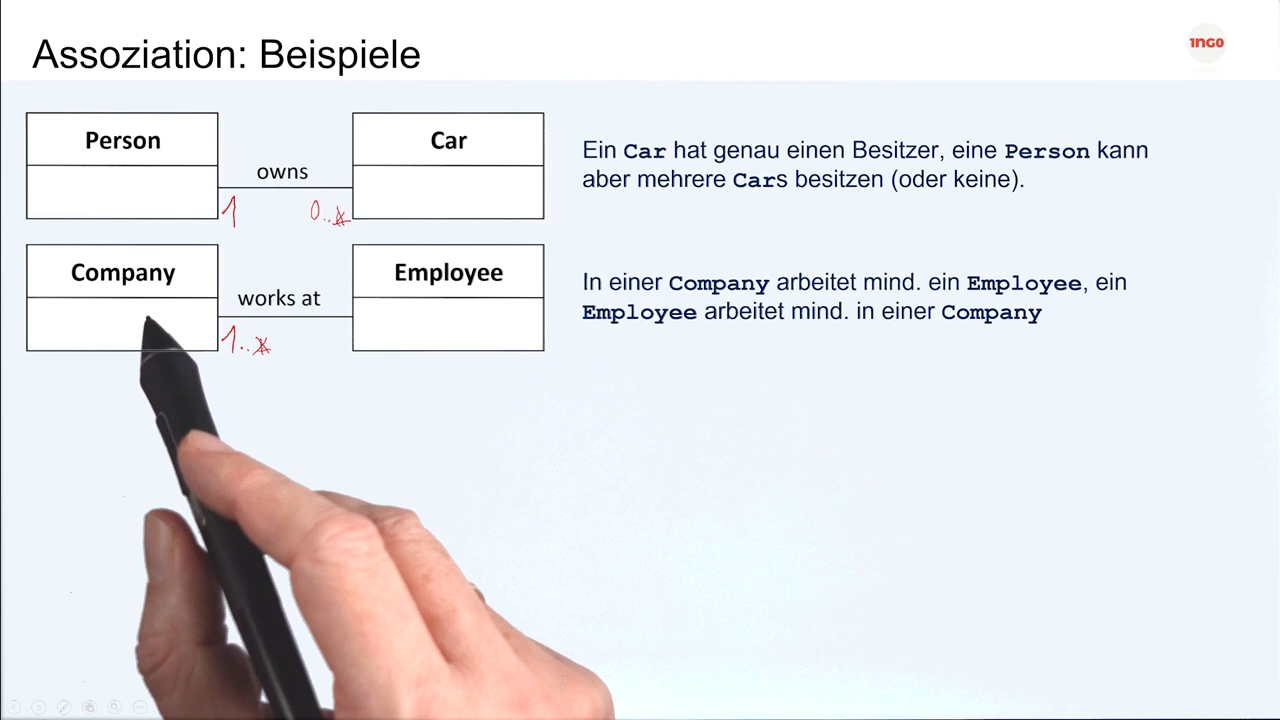 Assoziation: Beispiele
1NGO
Person
Car
owns
1
0..*
Ein Car hat genau einen Besitzer, eine Person kann
aber mehrere Cars besitzen (oder keine).
Company
Employee
works at
1..*
In einer Company arbeitet mind. ein Employee, ein
Employee arbeitet mind. in einer Company